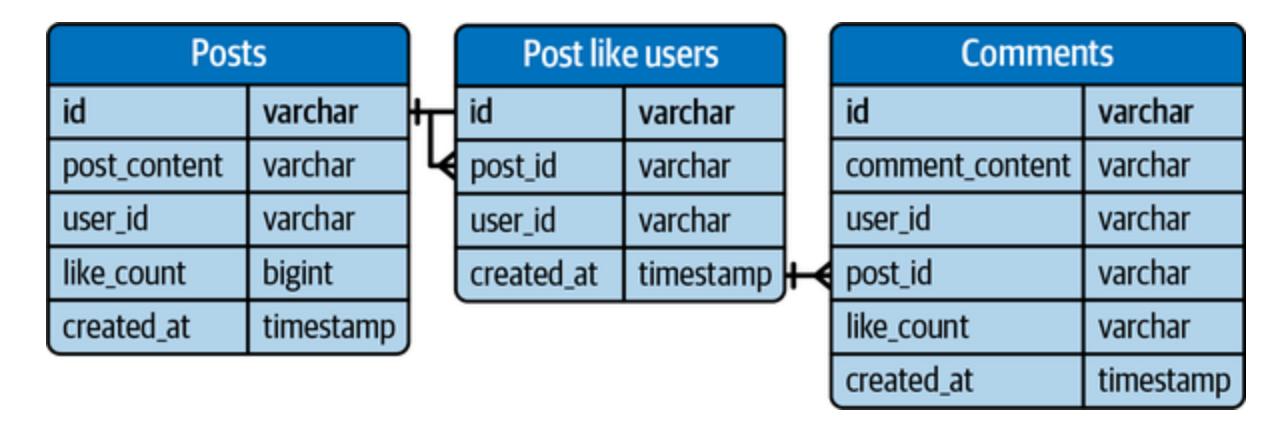 Posts
id varchar
post_content varchar
user_id varchar
like_count bigint
created_at timestamp
Post like users
id varchar
post_id varchar
user_id varchar
created_at timestamp
Comments
id varchar
comment_content varchar
user_id varchar
post_id varchar
like_count varchar
created_at timestamp